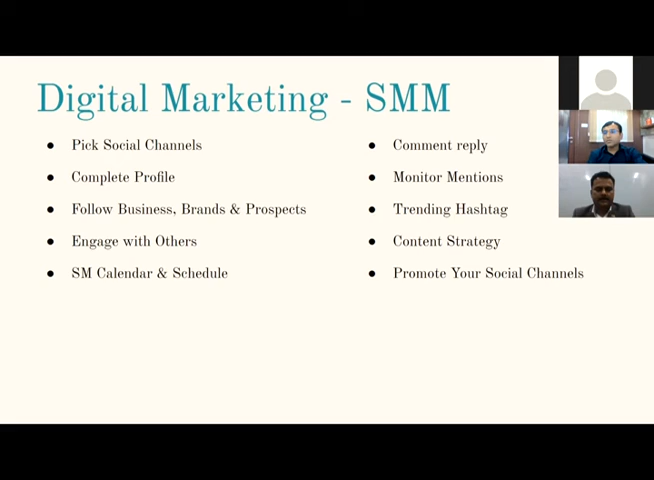 Digital Marketing - SMM
● Pick Social Channels
● Complete Profile
● Follow Business, Brands & Prospects
● Engage with Others
● SM Calendar & Schedule
● Comment reply
● Monitor Mentions
● Trending Hashtag
● Content Strategy
● Promote Your Social Channels